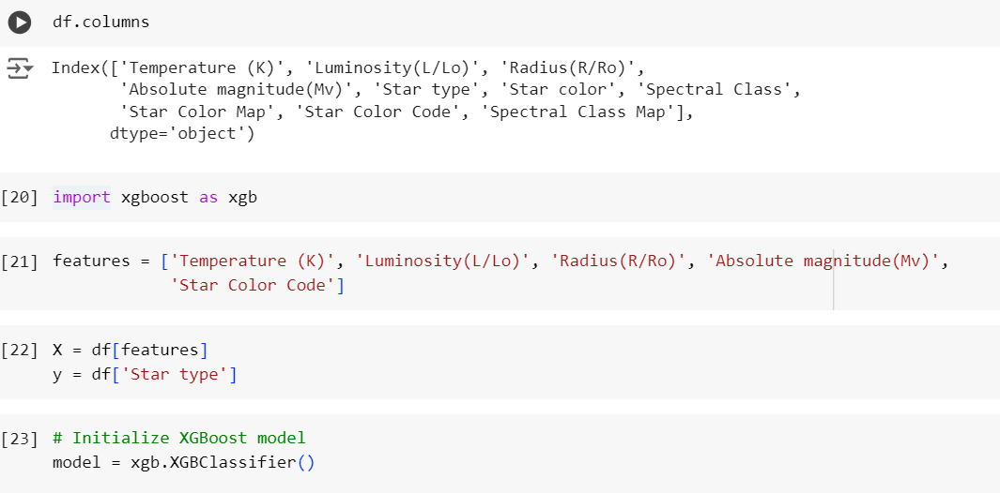 df.columns
Index(['Temperature (K)', 'Luminosity(L/Lo)', 'Radius(R/Ro)',
'Absolute magnitude(Mv)', 'Star type', 'Star color', 'Spectral Class',
'Star Color Map', 'Star Color Code', 'Spectral Class Map'],
dtype='object')
[20] import xgboost as xgb
[21] features = ['Temperature (K)', 'Luminosity(L/Lo)', 'Radius(R/Ro)', 'Absolute magnitude(Mv)',
'Star Color Code']
[22] X = df[features]
y = df['Star type']
[23] # Initialize XGBoost model
model = xgb.XGBClassifier()